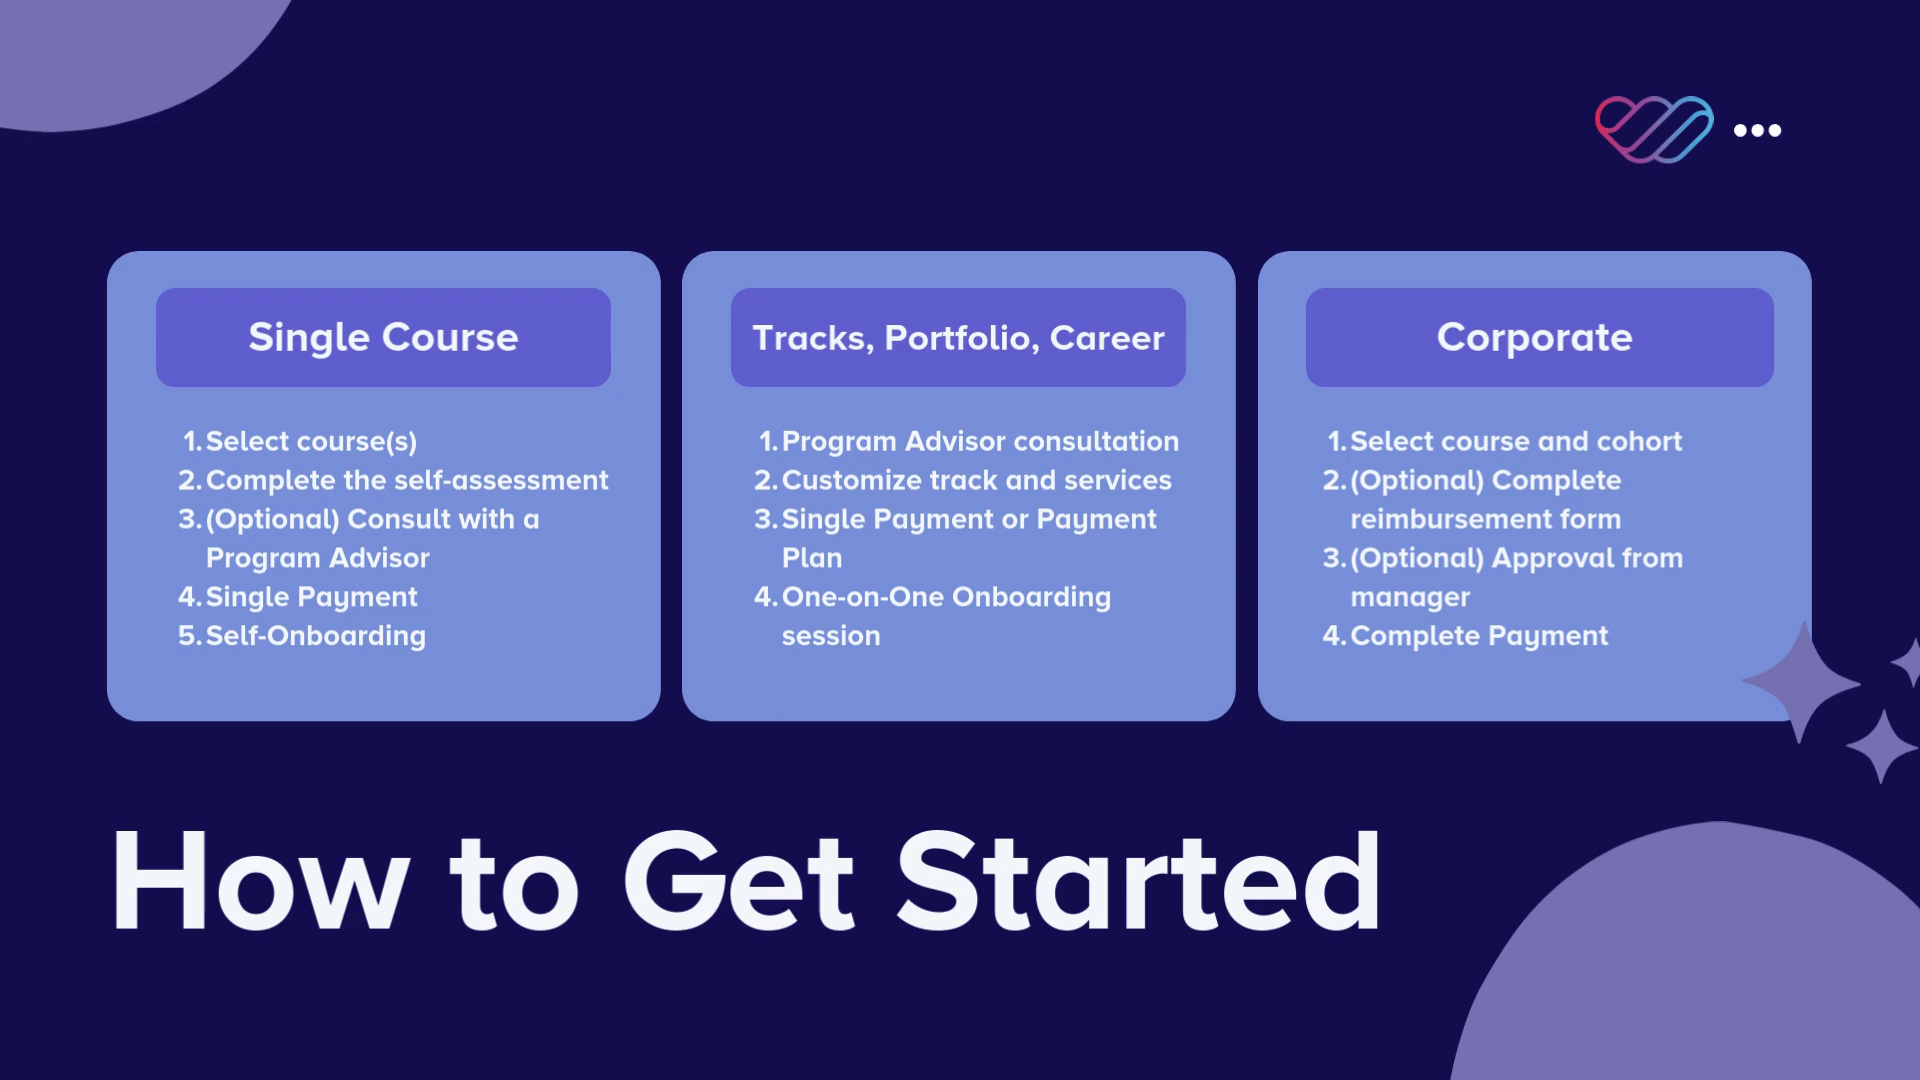 Single Course
1. Select course(s)
2. Complete the self-assessment
3. (Optional) Consult with a
Program Advisor
4. Single Payment
5. Self-Onboarding
Tracks, Portfolio, Career
1. Program Advisor consultation
2. Customize track and services
3. Single Payment or Payment
Plan
4. One-on-One Onboarding
session
Corporate
1. Select course and cohort
2. (Optional) Complete
reimbursement form
3. (Optional) Approval from
manager
4. Complete Payment
How to Get Started